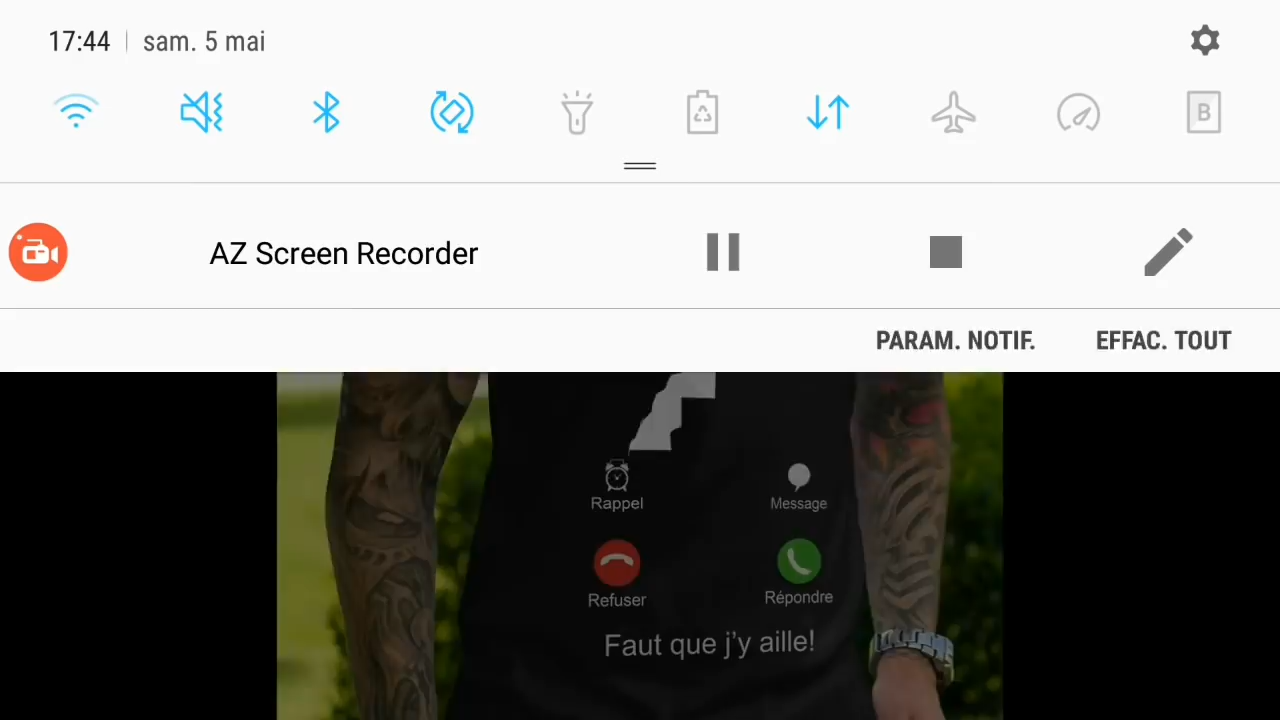 17:44 | sam. 5 mai
B
AZ Screen Recorder
PARAM. NOTIF. EFFAC. TOUT
Rappel Message
Refuser Répondre
Faut que j'y aille!